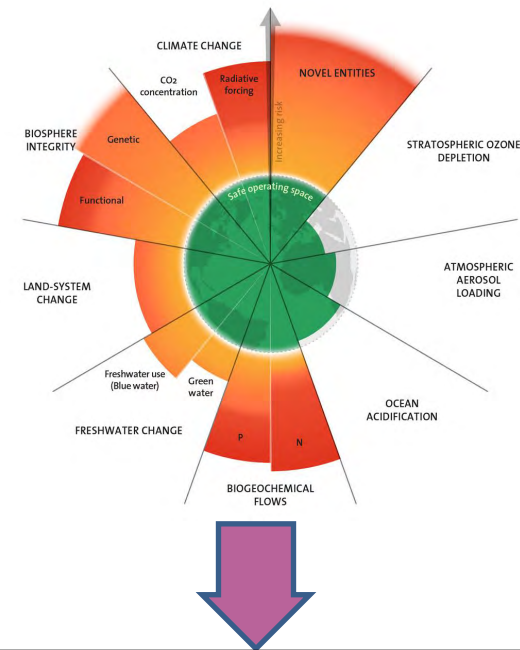 CLIMATE CHANGE
CO2
concentration
Radiative
forcing
Increasing risk
NOVEL ENTITIES
STRATOSPHERIC OZONE
DEPLETION
BIOSPHERE
INTEGRITY
Genetic
Functional
Safe operating space
ATMOSPHERIC
AEROSOL
LOADING
LAND-SYSTEM
CHANGE
Freshwater use
(Blue water)
Green
water
FRESHWATER CHANGE
OCEAN
ACIDIFICATION
P
N
BIOGEOCHEMICAL
FLOWS